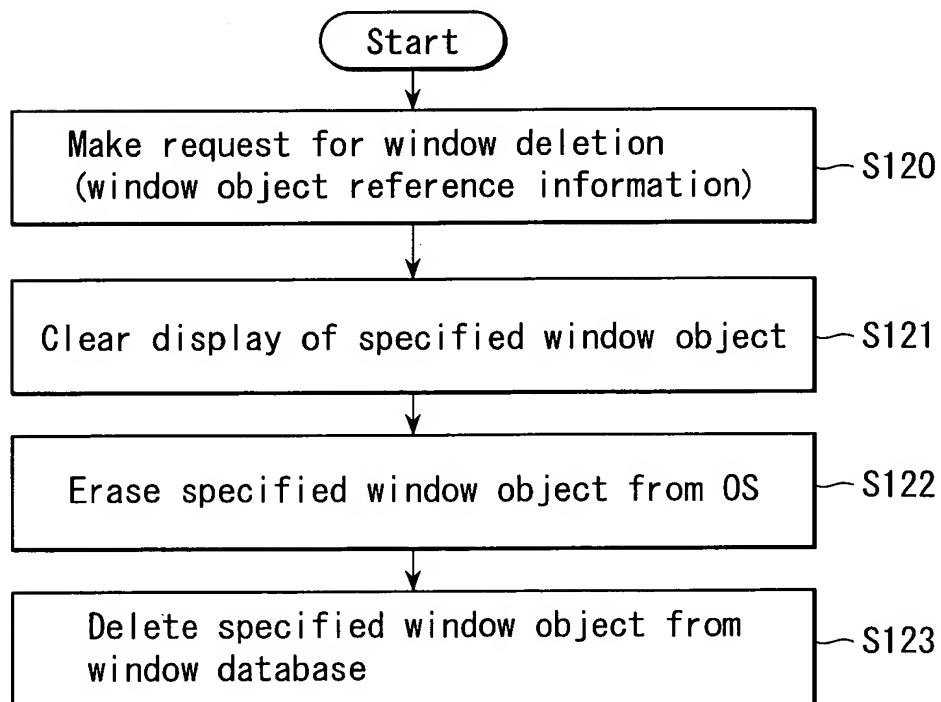 Start
Make request for window deletion
(window object reference information)
S120
Clear display of specified window object
S121
Erase specified window object from OS
S122
Delete specified window object from
window database
S123